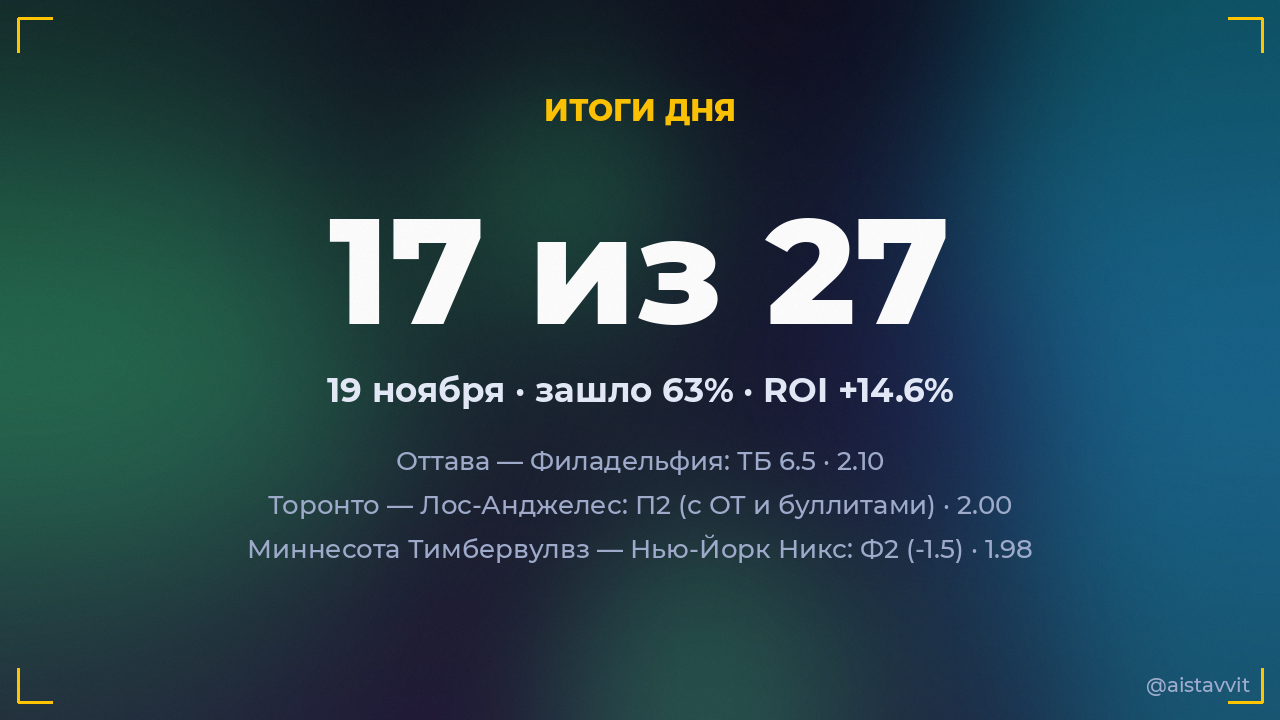 ИТОГИ ДНЯ
17 из 27
19 ноября · зашло 63% · ROI +14.6%
Оттава — Филадельфия: ТБ 6.5 · 2.10
Торонто — Лос-Анджелес: П2 (с ОТ и буллитами) · 2.00
Миннесота Тимбервулвз — Нью-Йорк Никс: Ф2 (-1.5) · 1.98
@aistavvit